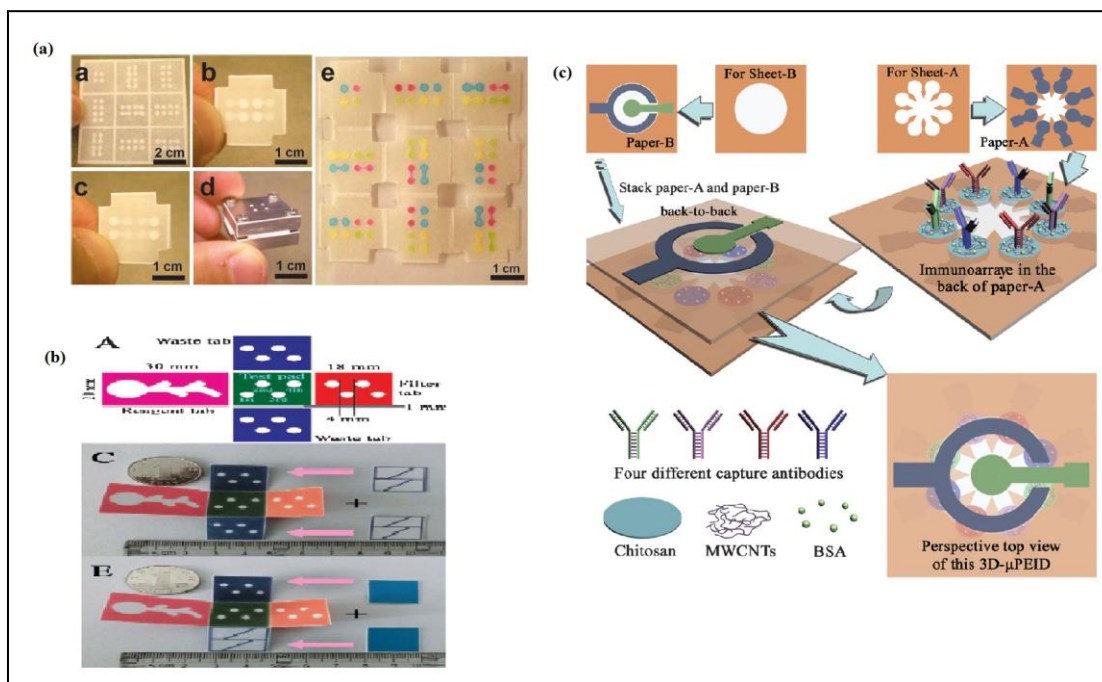 (a)
a
2 cm
b
1 cm
c
1 cm
d
1 cm
e
1 cm
(b)
A
Waste tab
30 mm
18 mm
Test pad
Filter
tab
1 mm
4 mm
Reagent tab
Waste tab
C
+
E
+
(c)
For Sheet-B
For Sheet-A
Paper-B
Paper-A
Stack paper-A and paper-B
back-to-back
Immunoarraye in the
back of paper-A
Four different capture antibodies
Chitosan
MWCNTs
BSA
Perspective top view
of this 3D-μPEID